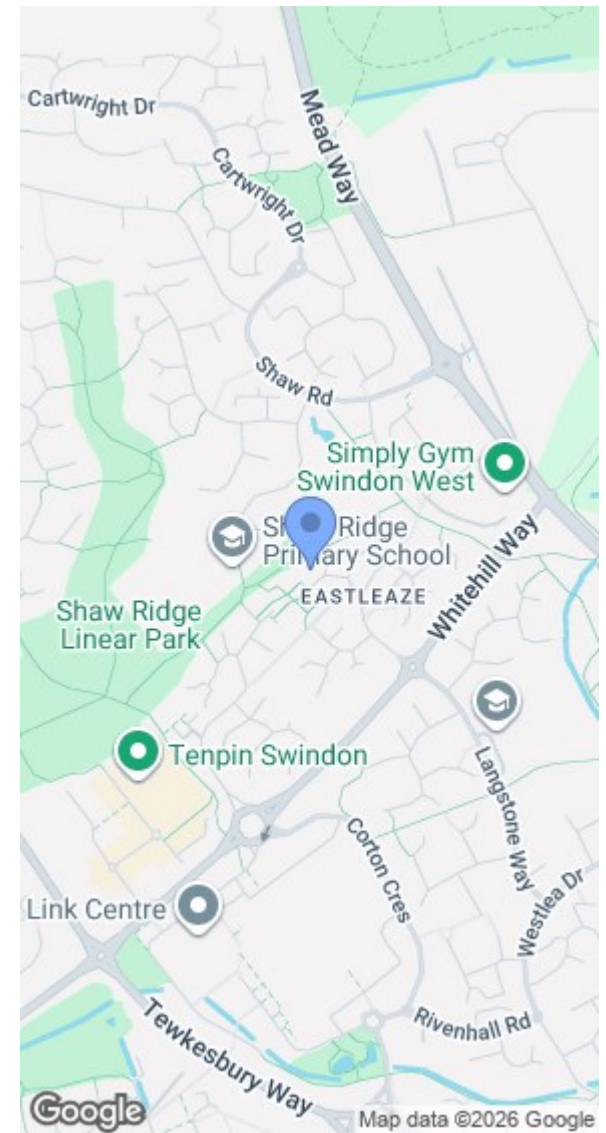 Cartwright Dr
Mead Way
Cartwright Dr
Shaw Rd
Simply Gym
Swindon West
Ridge
Primary School
EASTLEAZE
Whitehill Way
Shaw Ridge
Linear Park
Tenpin Swindon
Langstone Way
Corton Cres
Westlea Dr
Link Centre
Rivenhall Rd
Tewkesbury Way
Google
Map data ©2026 Google